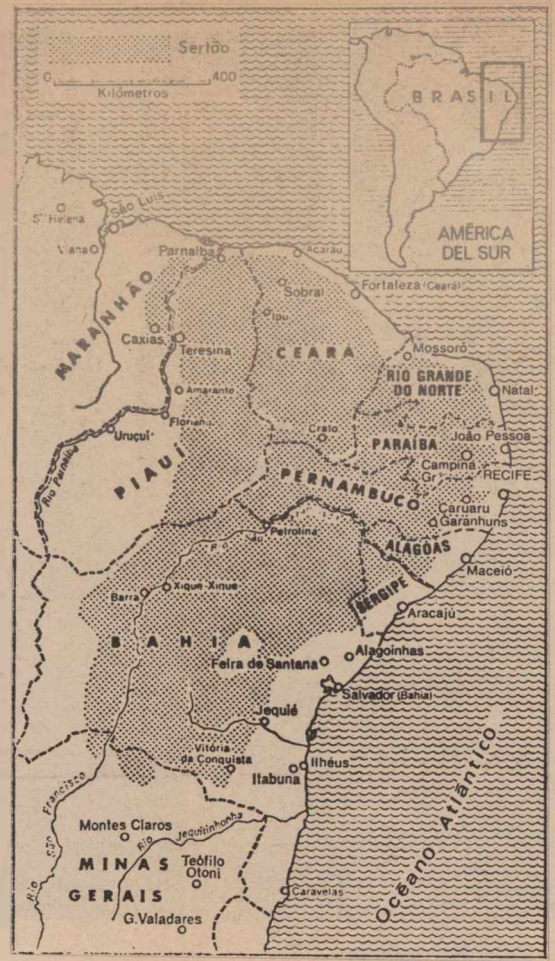 Sertão
0 400
Kilómetros
BRASIL
AMÉRICA
DEL SUR
Sta Helena
São Luis
Viana
Parnaíba
Acaraú
MARANHÃO
Sobral
Fortaleza (Ceará)
Ipu
Caxias
Teresina
CEARÁ
Mossoró
RIO GRANDE
DO NORTE
Amarante
Natal
Floriano
Uruçuí
Crato
PARAÍBA
João Pessoa
Rio Parnaíba
PIAUÍ
Campina
Gr.
RECIFE
PERNAMBUCO
Caruaru
Garanhuns
Petrolina
ALAGÔAS
Maceió
Barra
Xique-Xique
SERGIPE
Aracajú
BAHIA
Alagoinhas
Feira de Santana
Salvador (Bahia)
Jequié
Vitória
da Conquista
Ilhéus
Itabuna
Océano Atlántico
Rio São Francisco
Montes Claros
Rio Jequitinhonha
MINAS
GERAIS
Teófilo
Otoni
Caravelas
G.Valadares